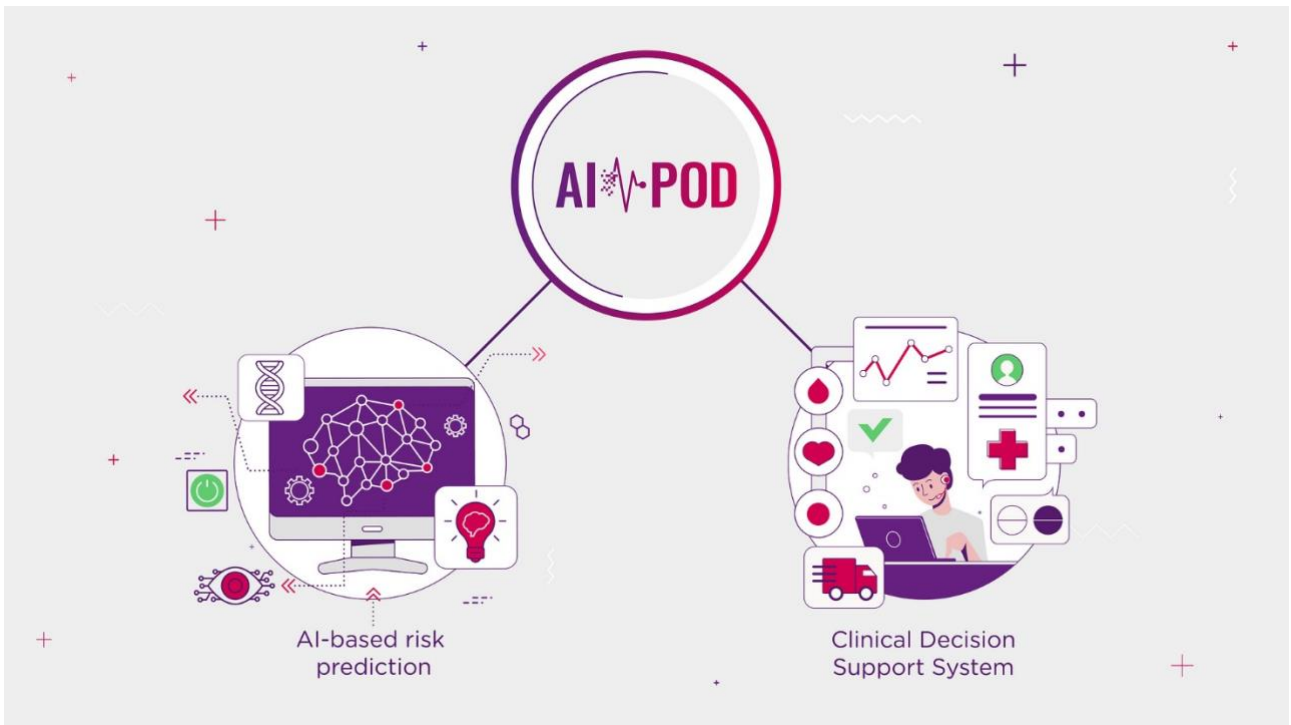 AI POD
AI-based risk
prediction
Clinical Decision
Support System